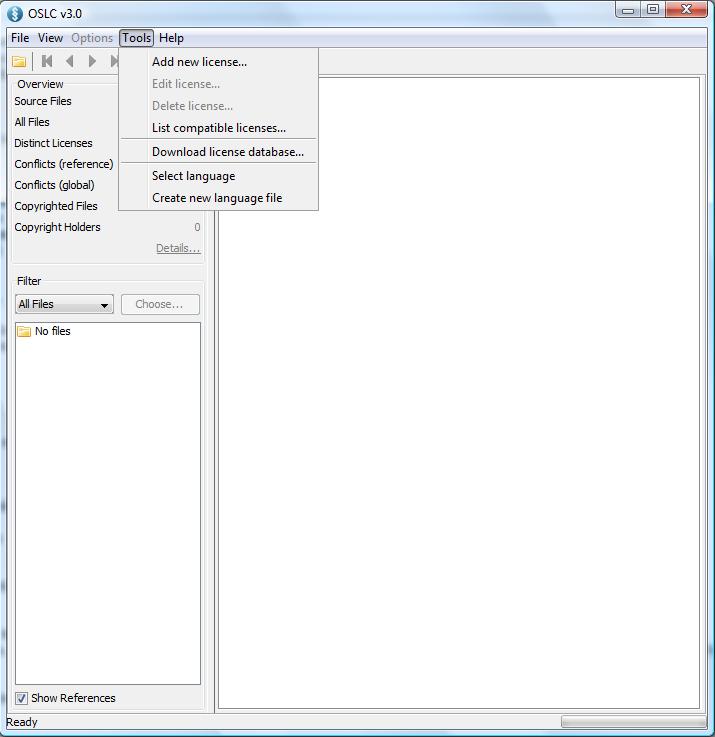 OSLC v3.0
File View Options Tools Help
Add new license...
Edit license...
Delete license...
List compatible licenses...
Download license database...
Select language
Create new language file
Overview
Source Files
All Files
Distinct Licenses
Conflicts (reference)
Conflicts (global)
Copyrighted Files
Copyright Holders 0
Details...
Filter
All Files Choose...
No files
Show References
Ready